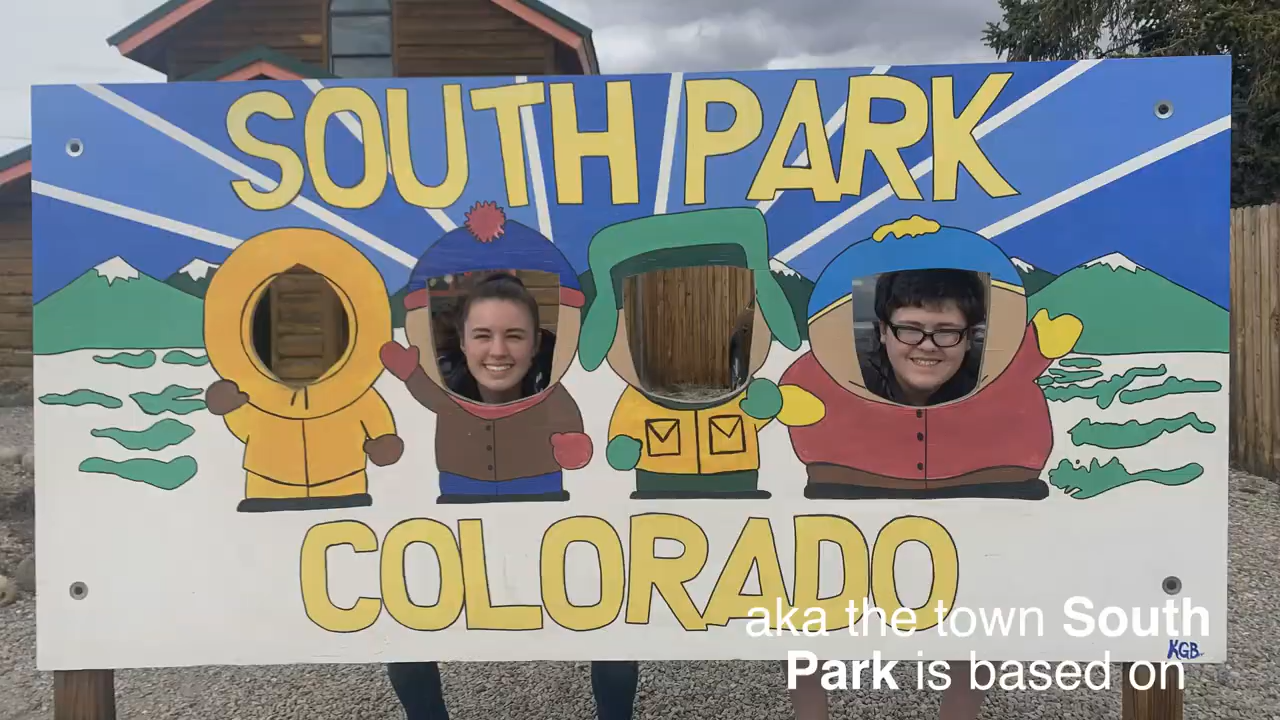 SOUTH PARK
COLORADO
aka the town South
Park is based on
KGB